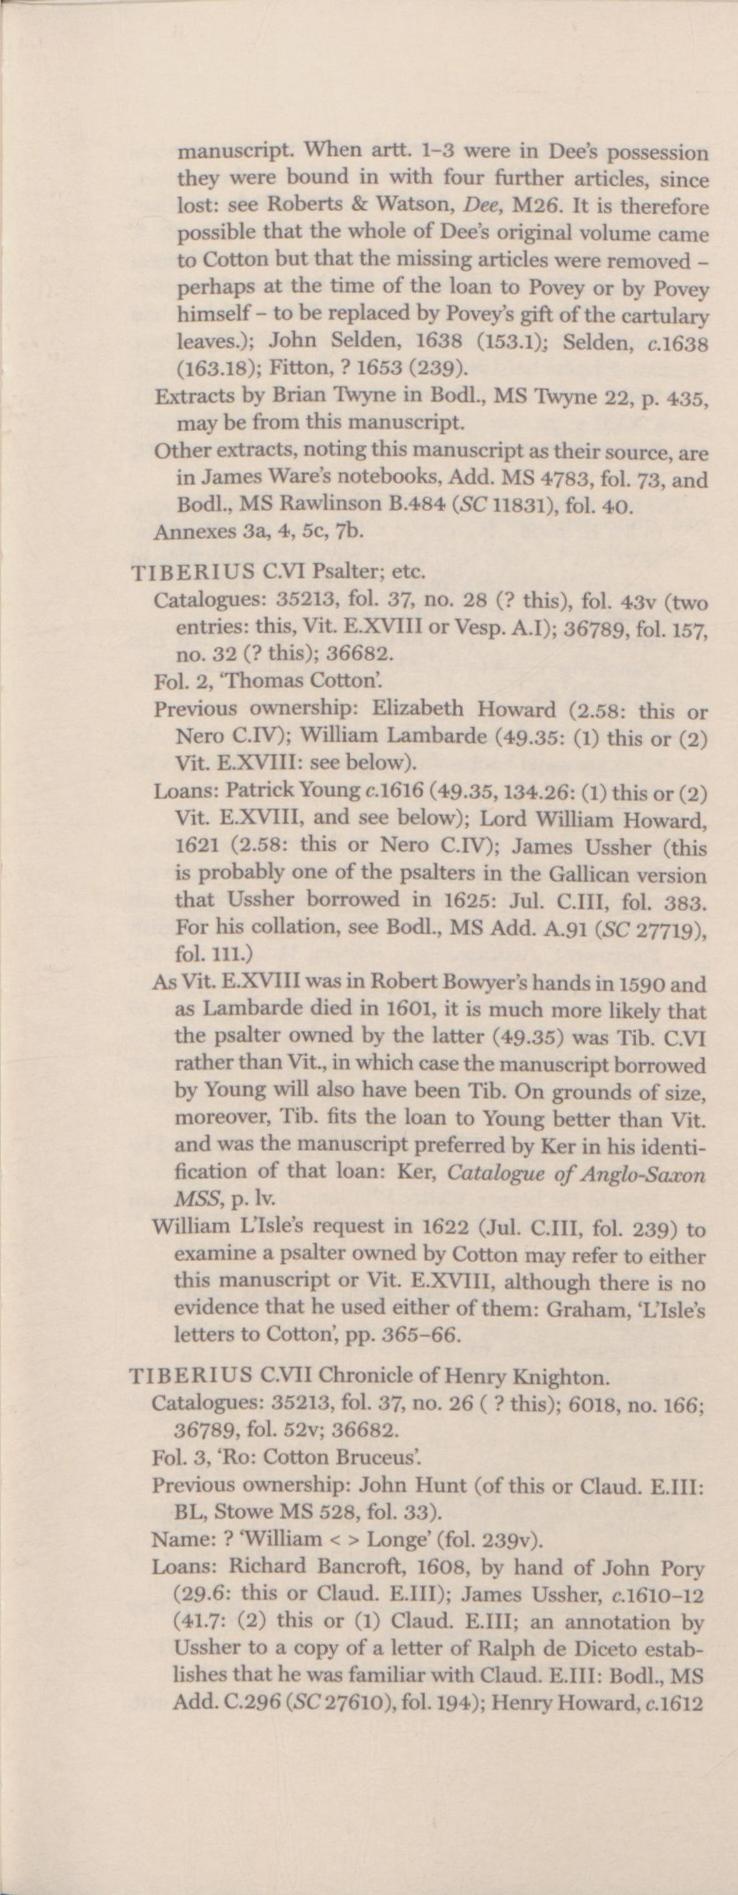 manuscript. When artt. 1–3 were in Dee's possession
they were bound in with four further articles, since
lost: see Roberts & Watson, Dee, M26. It is therefore
possible that the whole of Dee's original volume came
to Cotton but that the missing articles were removed –
perhaps at the time of the loan to Povey or by Povey
himself – to be replaced by Povey's gift of the cartulary
leaves.); John Selden, 1638 (153.1); Selden, c.1638
(163.18); Fitton, ? 1653 (239).
Extracts by Brian Twyne in Bodl., MS Twyne 22, p. 435,
may be from this manuscript.
Other extracts, noting this manuscript as their source, are
in James Ware's notebooks, Add. MS 4783, fol. 73, and
Bodl., MS Rawlinson B.484 (SC 11831), fol. 40.
Annexes 3a, 4, 5c, 7b.
TIBERIUS C.VI Psalter; etc.
Catalogues: 35213, fol. 37, no. 28 (? this), fol. 43v (two
entries: this, Vit. E.XVIII or Vesp. A.I); 36789, fol. 157,
no. 32 (? this); 36682.
Fol. 2, 'Thomas Cotton'.
Previous ownership: Elizabeth Howard (2.58: this or
Nero C.IV); William Lambarde (49.35: (1) this or (2)
Vit. E.XVIII: see below).
Loans: Patrick Young c.1616 (49.35, 134.26: (1) this or (2)
Vit. E.XVIII, and see below); Lord William Howard,
1621 (2.58: this or Nero C.IV); James Ussher (this
is probably one of the psalters in the Gallican version
that Ussher borrowed in 1625: Jul. C.III, fol. 383.
For his collation, see Bodl., MS Add. A.91 (SC 27719),
fol. 111.)
As Vit. E.XVIII was in Robert Bowyer's hands in 1590 and
as Lambarde died in 1601, it is much more likely that
the psalter owned by the latter (49.35) was Tib. C.VI
rather than Vit., in which case the manuscript borrowed
by Young will also have been Tib. On grounds of size,
moreover, Tib. fits the loan to Young better than Vit.
and was the manuscript preferred by Ker in his identi-
fication of that loan: Ker, Catalogue of Anglo-Saxon
MSS, p. lv.
William L'Isle's request in 1622 (Jul. C.III, fol. 239) to
examine a psalter owned by Cotton may refer to either
this manuscript or Vit. E.XVIII, although there is no
evidence that he used either of them: Graham, 'L'Isle's
letters to Cotton', pp. 365–66.
TIBERIUS C.VII Chronicle of Henry Knighton.
Catalogues: 35213, fol. 37, no. 26 ( ? this); 6018, no. 166;
36789, fol. 52v; 36682.
Fol. 3, 'Ro: Cotton Bruceus'.
Previous ownership: John Hunt (of this or Claud. E.III:
BL, Stowe MS 528, fol. 33).
Name: ? 'William < > Longe' (fol. 239v).
Loans: Richard Bancroft, 1608, by hand of John Pory
(29.6: this or Claud. E.III); James Ussher, c.1610–12
(41.7: (2) this or (1) Claud. E.III; an annotation by
Ussher to a copy of a letter of Ralph de Diceto estab-
lishes that he was familiar with Claud. E.III: Bodl., MS
Add. C.296 (SC 27610), fol. 194); Henry Howard, c.1612